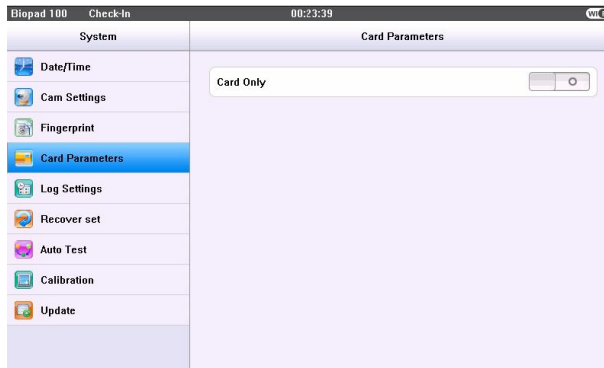 Biopad 100 Check-In 00:23:39
System
Card Parameters
Date/Time
Card Only
Cam Settings
Fingerprint
Card Parameters
Log Settings
Recover set
Auto Test
Calibration
Update